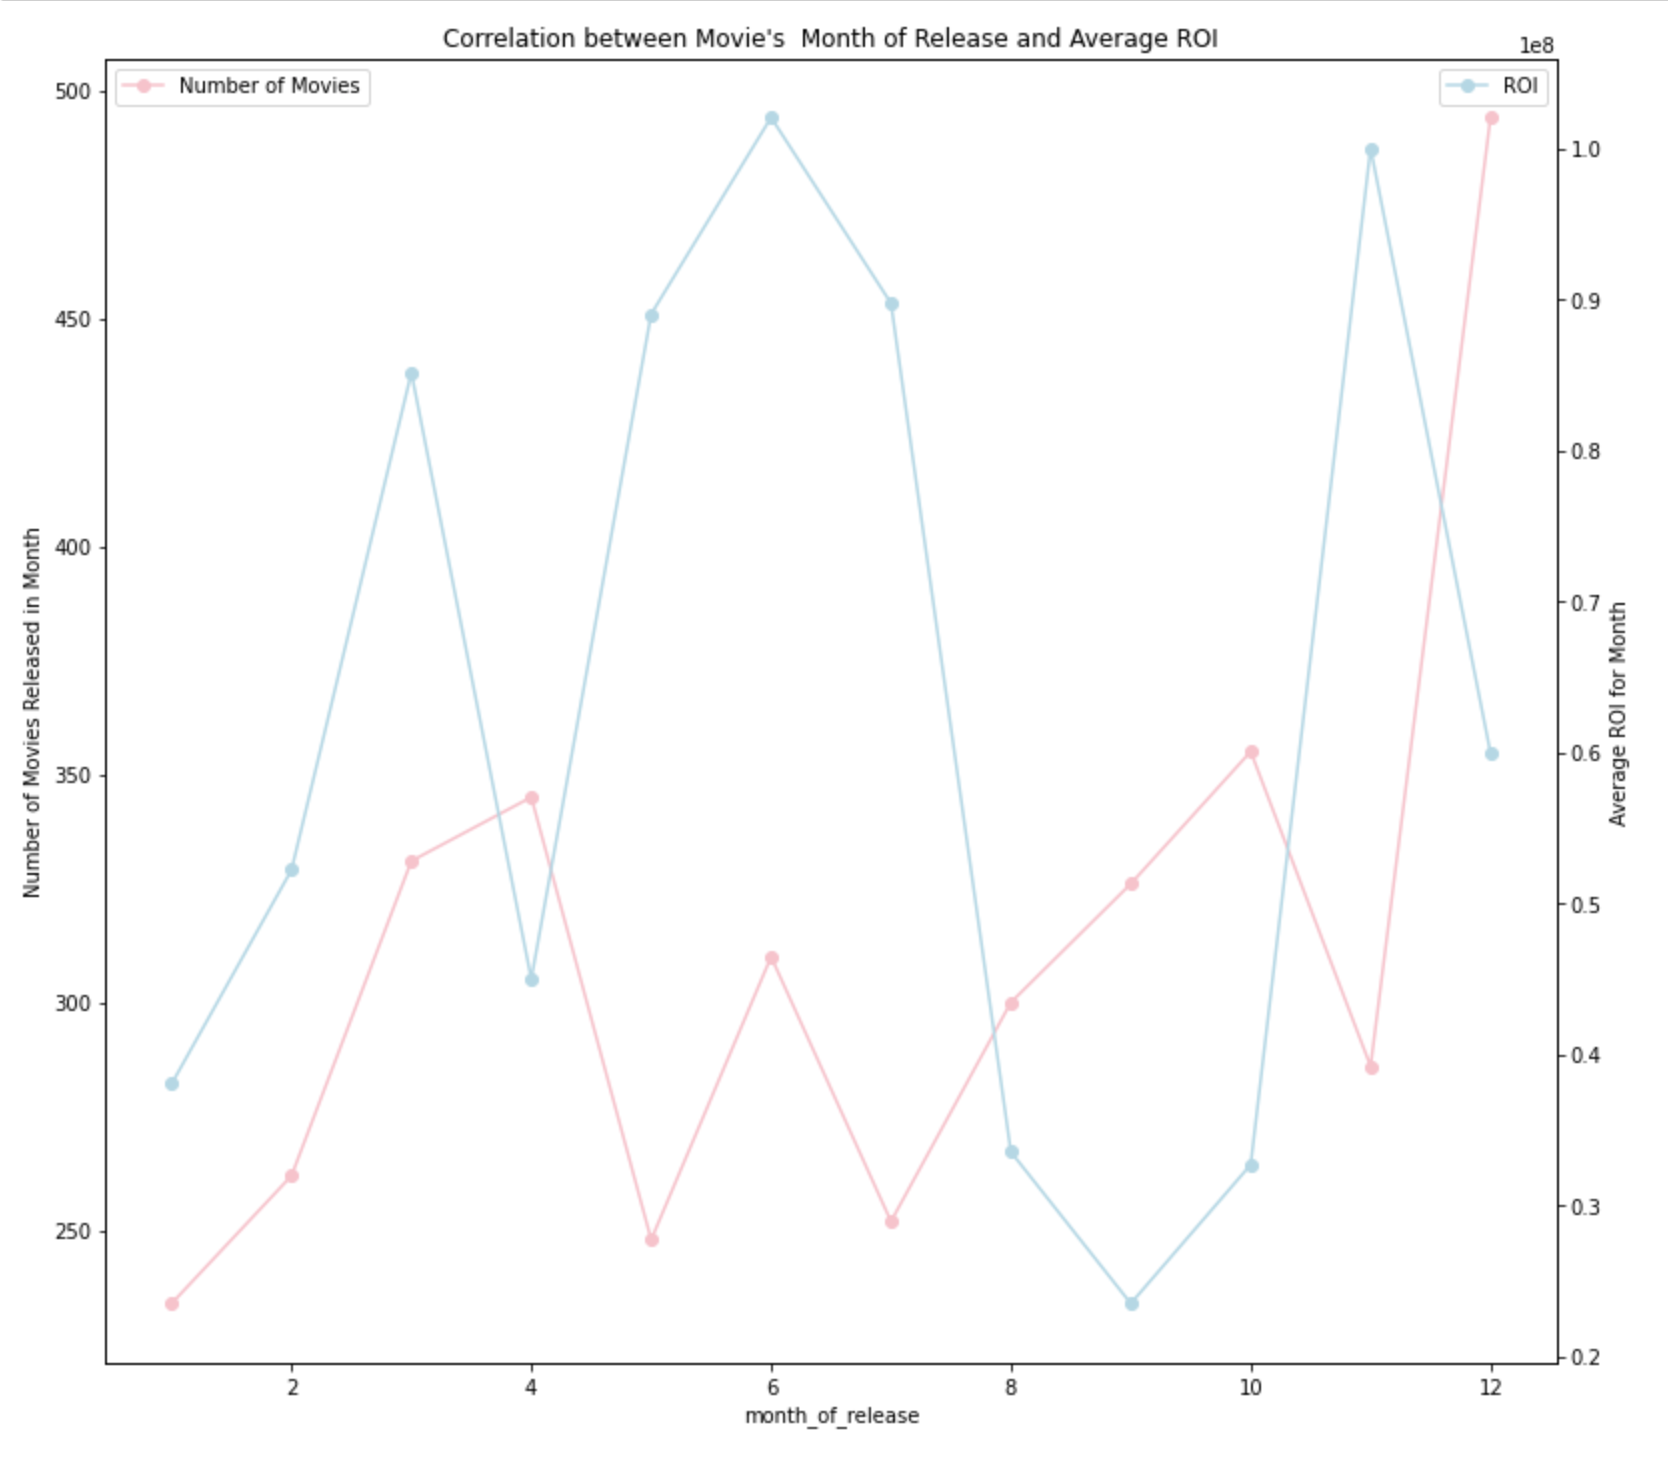 Correlation between Movie's  Month of Release and Average ROI
1e8
Number of Movies
ROI
500
450
400
350
300
250
Number of Movies Released in Month
1.0
0.9
0.8
0.7
0.6
0.5
0.4
0.3
0.2
Average ROI for Month
2 4 6 8 10 12
month_of_release